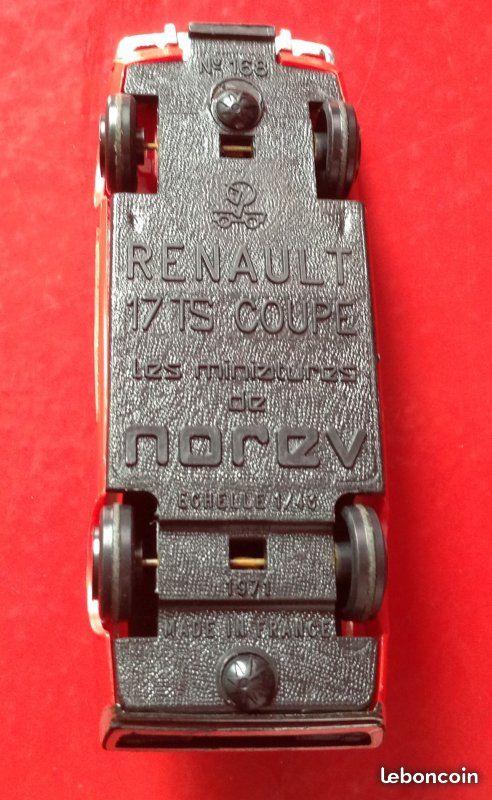 No 168
RENAULT
17 TS COUPE
les miniatures
de
norev
ECHELLE 1/43
1971
MADE IN FRANCE
leboncoin